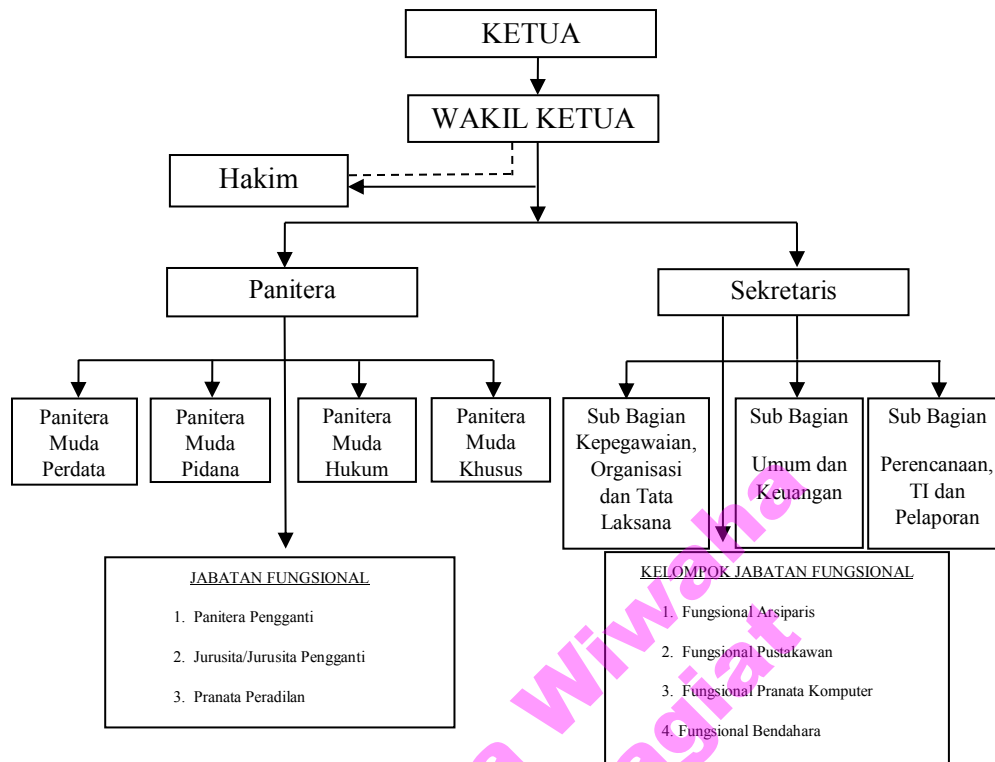 KETUA
WAKIL KETUA
Hakim
Panitera
Sekretaris
Panitera
Muda
Perdata
Panitera
Muda
Pidana
Panitera
Muda
Hukum
Panitera
Muda
Khusus
Sub Bagian
Kepegawaian,
Organisasi
dan Tata
Laksana
Sub Bagian
Umum dan
Keuangan
Sub Bagian
Perencanaan,
TI dan
Pelaporan
JABATAN FUNGSIONAL
1. Panitera Pengganti
2. Jurusita/Jurusita Pengganti
3. Pranata Peradilan
KELOMPOK JABATAN FUNGSIONAL
1. Fungsional Arsiparis
2. Fungsional Pustakawan
3. Fungsional Pranata Komputer
4. Fungsional Bendahara
Wiwaha